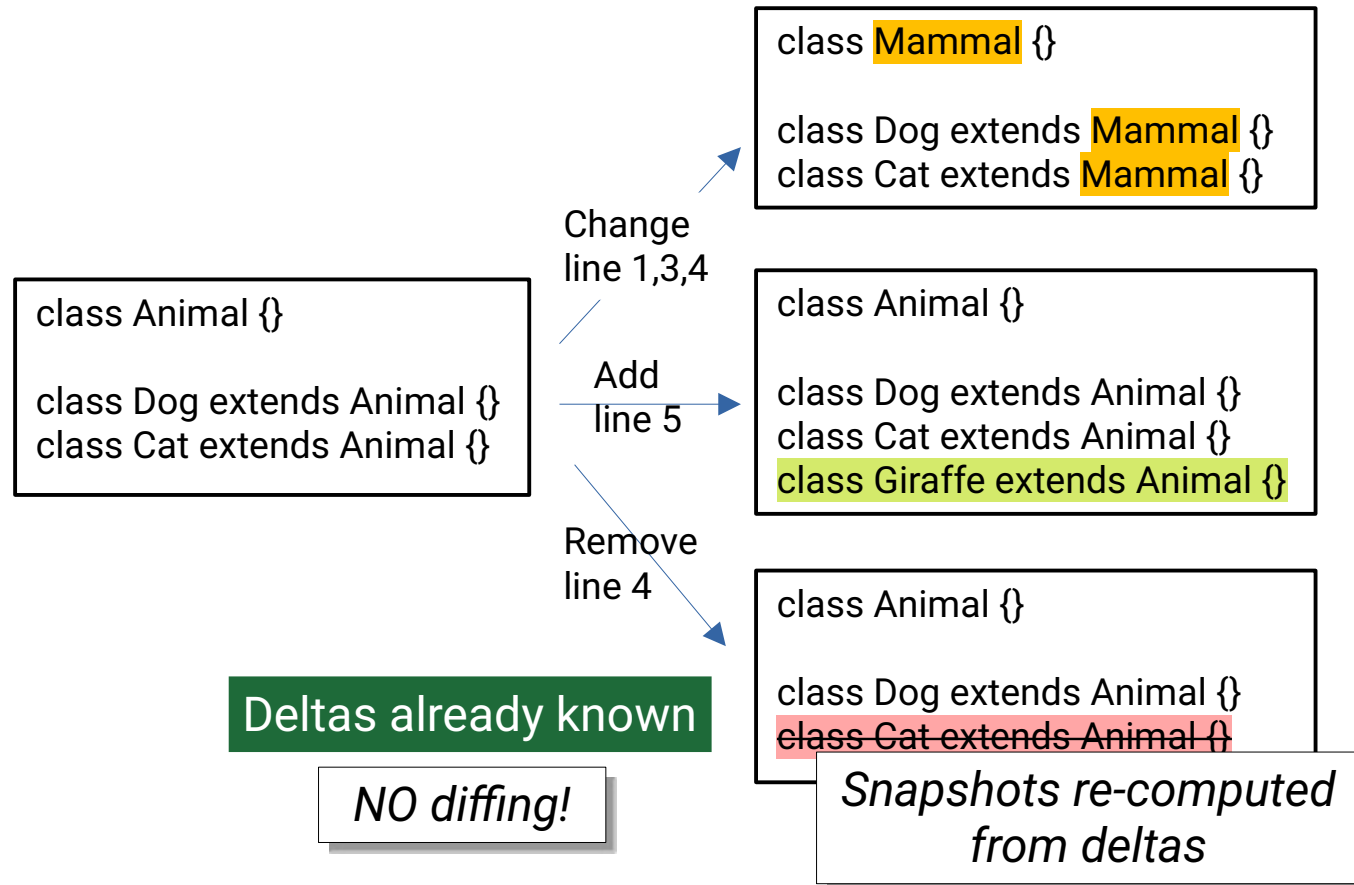 class Mammal {}
class Dog extends Mammal {}
class Cat extends Mammal {}
Change
line 1,3,4
class Animal {}
class Dog extends Animal {}
class Cat extends Animal {}
Add
line 5
class Animal {}
class Dog extends Animal {}
class Cat extends Animal {}
class Giraffe extends Animal {}
Remove
line 4
class Animal {}
class Dog extends Animal {}
class Cat extends Animal {}
Deltas already known
NO diffing!
Snapshots re-computed
from deltas